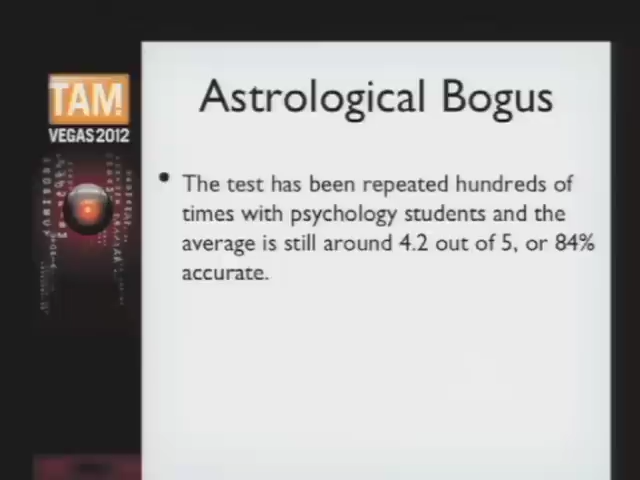 TAM!
VEGAS 2012
Astrological Bogus
• The test has been repeated hundreds of
times with psychology students and the
average is still around 4.2 out of 5, or 84%
accurate.